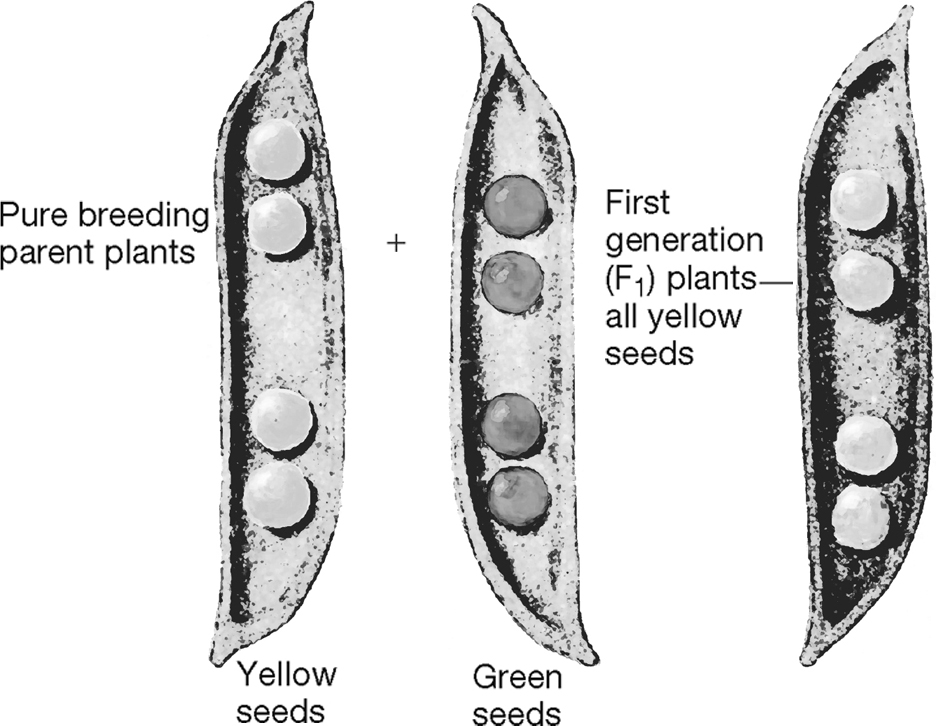 Pure breeding
parent plants
+
First
generation
(F₁) plants
all yellow
seeds
Yellow
seeds
Green
seeds